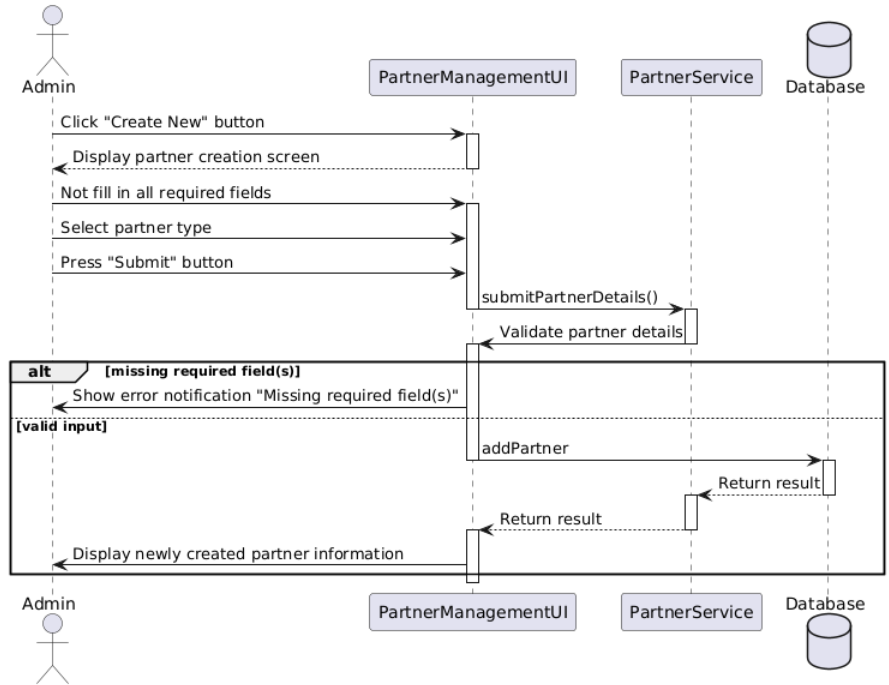 Admin
PartnerManagementUI
PartnerService
Database
Click "Create New" button
Display partner creation screen
Not fill in all required fields
Select partner type
Press "Submit" button
submitPartnerDetails()
Validate partner details
alt [missing required field(s)]
Show error notification "Missing required field(s)"
[valid input]
addPartner
Return result
Return result
Display newly created partner information
Admin
PartnerManagementUI
PartnerService
Database